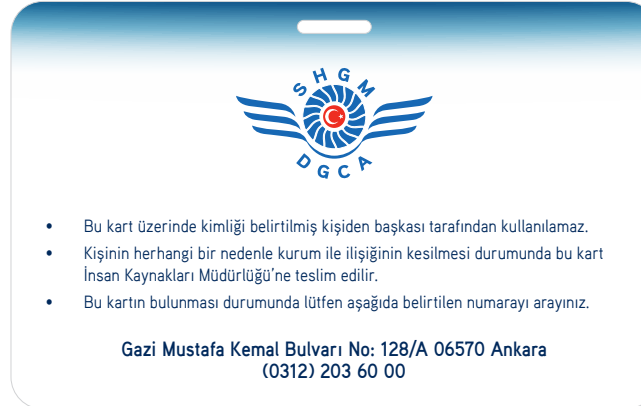 SHGM
DGCA
• Bu kart üzerinde kimliği belirtilmiş kişiden başkası tarafından kullanılamaz.
• Kişinin herhangi bir nedenle kurum ile ilişiğinin kesilmesi durumunda bu kart
İnsan Kaynakları Müdürlüğü’ne teslim edilir.
• Bu kartın bulunması durumunda lütfen aşağıda belirtilen numarayı arayınız.
Gazi Mustafa Kemal Bulvarı No: 128/A 06570 Ankara
(0312) 203 60 00